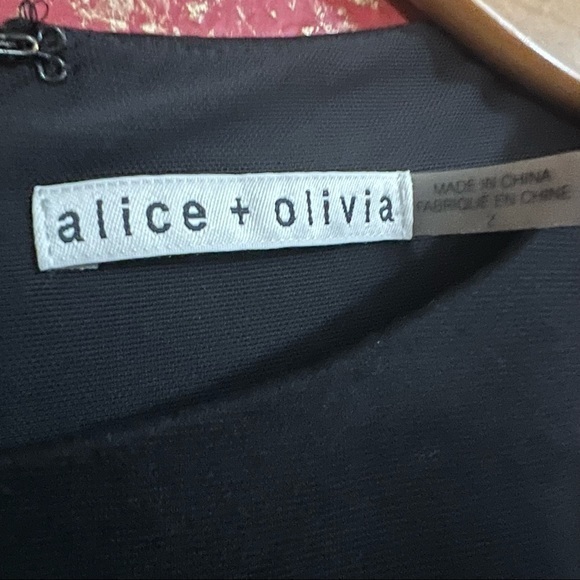 alice + olivia
MADE IN CHINA
FABRIQUE EN CHINE